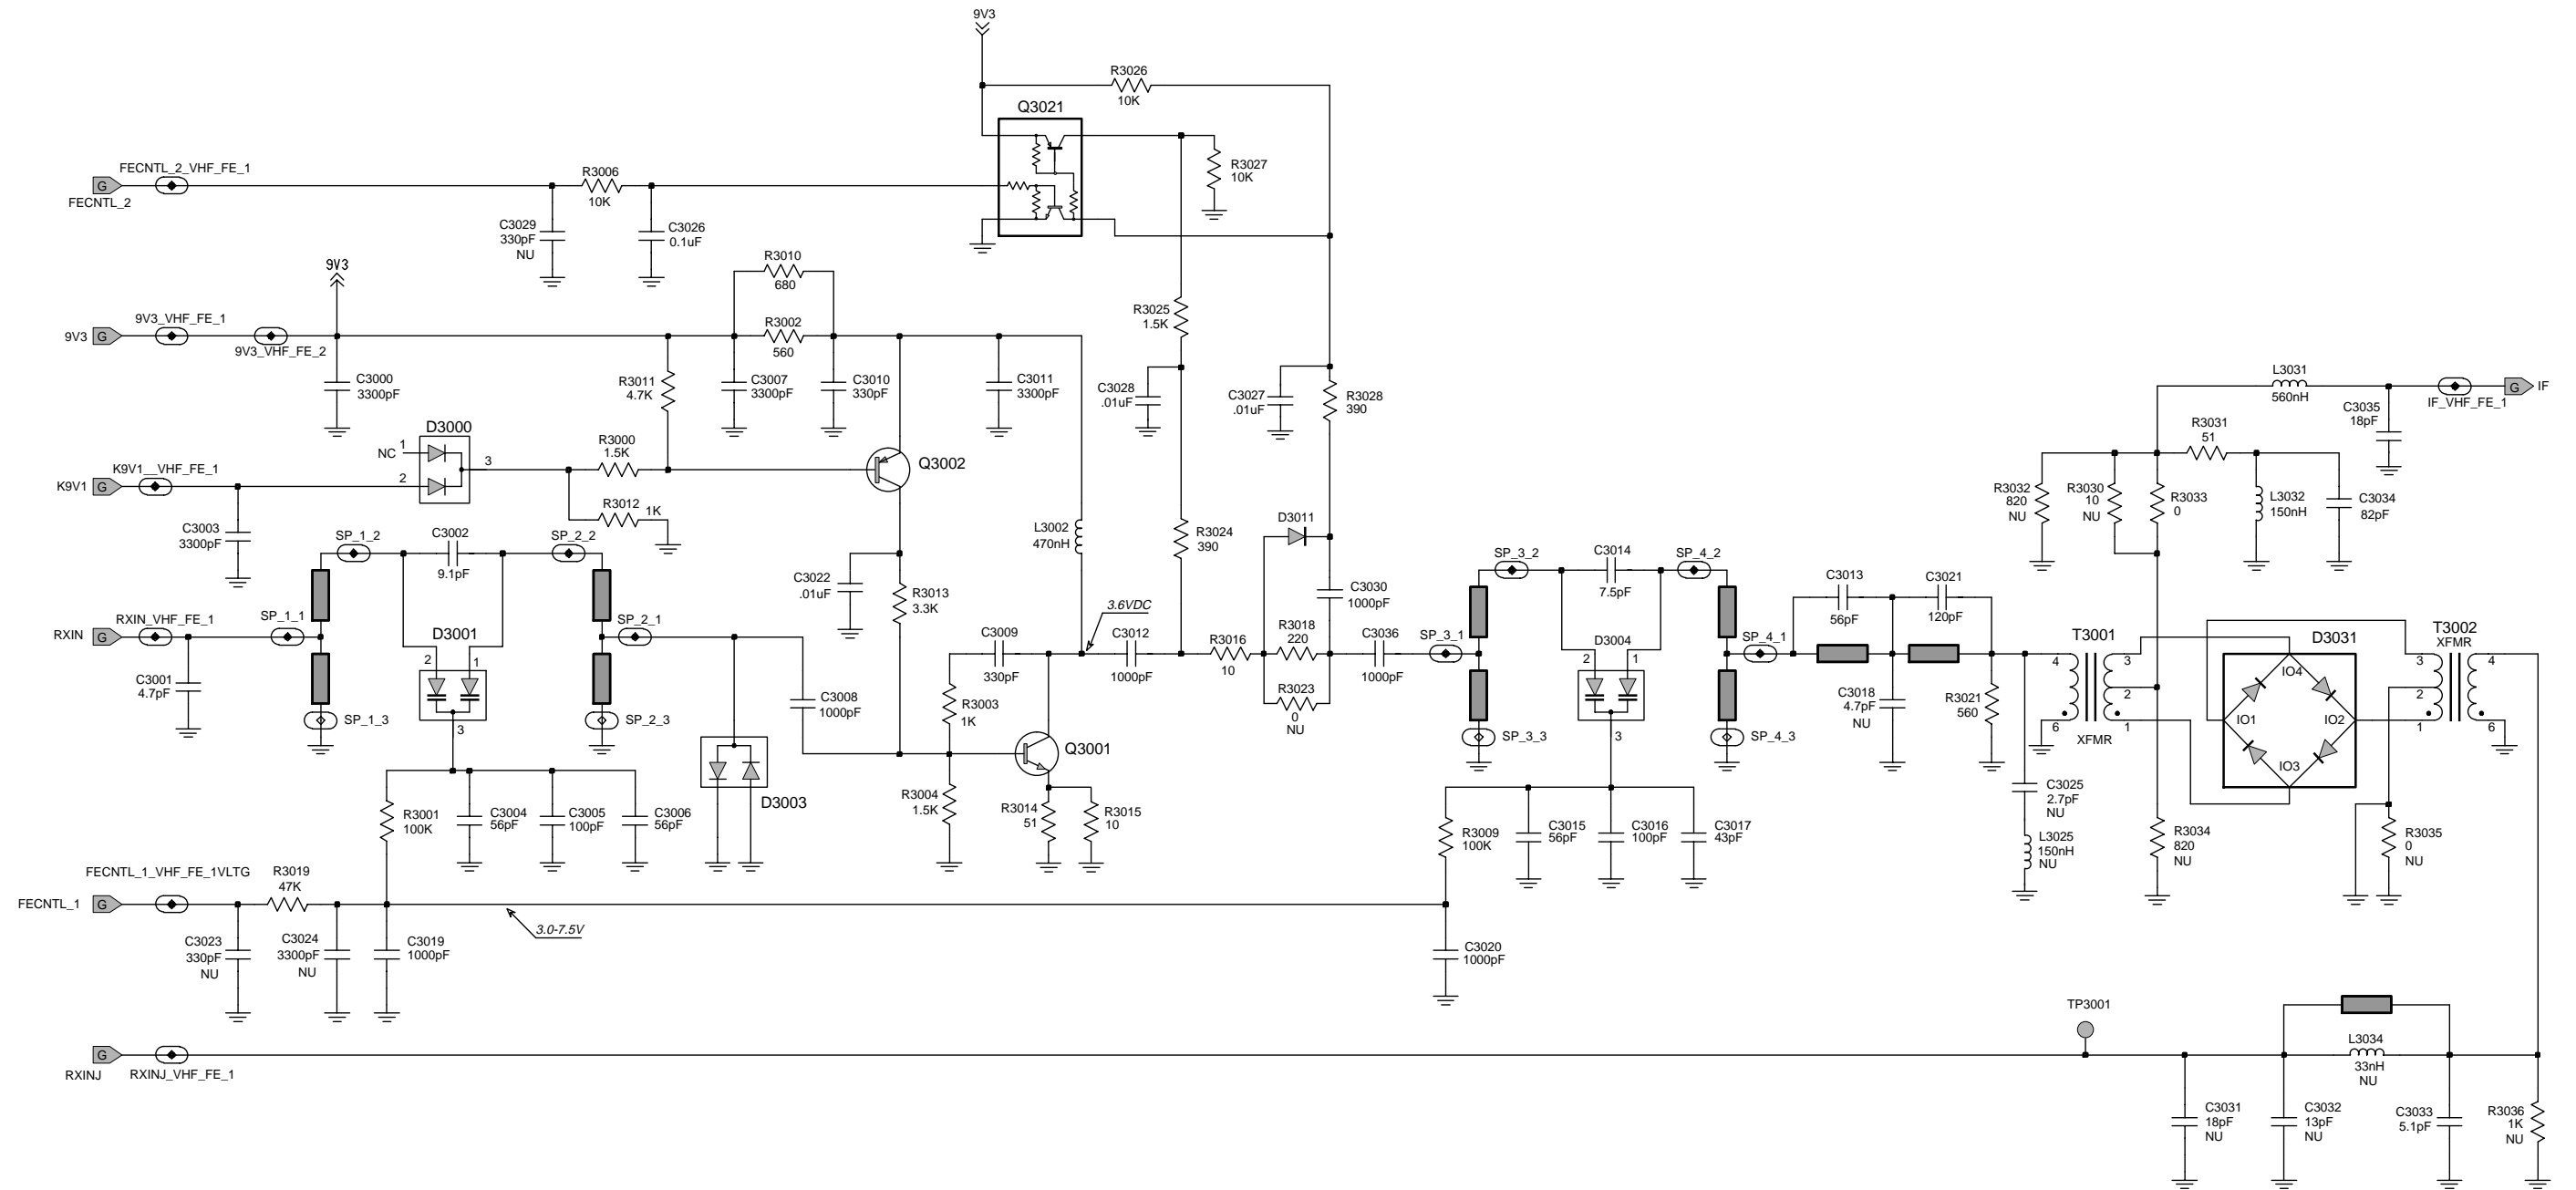 9V3
R3026
10K
Q3021
R3027
10K
FECNTL_2_VHF_FE_1
G
FECNTL_2
R3006
10K
C3029
330pF
NU
C3026
0.1uF
9V3
R3010
680
9V3
G
9V3_VHF_FE_1
9V3_VHF_FE_2
R3002
560
R3025
1.5K
C3000
3300pF
R3011
4.7K
C3007
3300pF
C3010
330pF
C3011
3300pF
C3028
.01uF
C3027
.01uF
R3028
390
L3031
560nH
G
IF
IF_VHF_FE_1
C3035
18pF
D3000
NC
1
2
3
R3000
1.5K
Q3002
R3031
51
K9V1__VHF_FE_1
K9V1
G
R3012
1K
R3032
820
NU
R3030
10
NU
R3033
0
L3032
150nH
C3034
82pF
C3003
3300pF
SP_1_2
C3002
9.1pF
SP_2_2
L3002
470nH
R3024
390
D3011
SP_3_2
C3014
7.5pF
SP_4_2
C3022
.01uF
R3013
3.3K
C3030
1000pF
C3013
56pF
C3021
120pF
RXIN
G
RXIN_VHF_FE_1
SP_1_1
D3001
2
1
3
SP_2_1
3.6VDC
C3009
330pF
C3012
1000pF
R3016
10
R3018
220
C3036
1000pF
SP_3_1
D3004
2
1
3
SP_4_1
T3001
4
3
2
6
1
XFMR
D3031
IO4
IO1
IO2
IO3
T3002
XFMR
3
4
2
1
6
C3001
4.7pF
SP_1_3
SP_2_3
C3008
1000pF
R3003
1K
R3023
0
NU
SP_3_3
SP_4_3
C3018
4.7pF
NU
R3021
560
Q3001
D3003
R3001
100K
C3004
56pF
C3005
100pF
C3006
56pF
R3004
1.5K
R3014
51
R3015
10
R3009
100K
C3015
56pF
C3016
100pF
C3017
43pF
C3025
2.7pF
NU
L3025
150nH
NU
R3034
820
NU
R3035
0
NU
FECNTL_1_VHF_FE_1VLTG
FECNTL_1
G
R3019
47K
3.0-7.5V
C3023
330pF
NU
C3024
3300pF
NU
C3019
1000pF
C3020
1000pF
TP3001
G
RXINJ
RXINJ_VHF_FE_1
L3034
33nH
NU
C3031
18pF
NU
C3032
13pF
NU
C3033
5.1pF
R3036
1K
NU